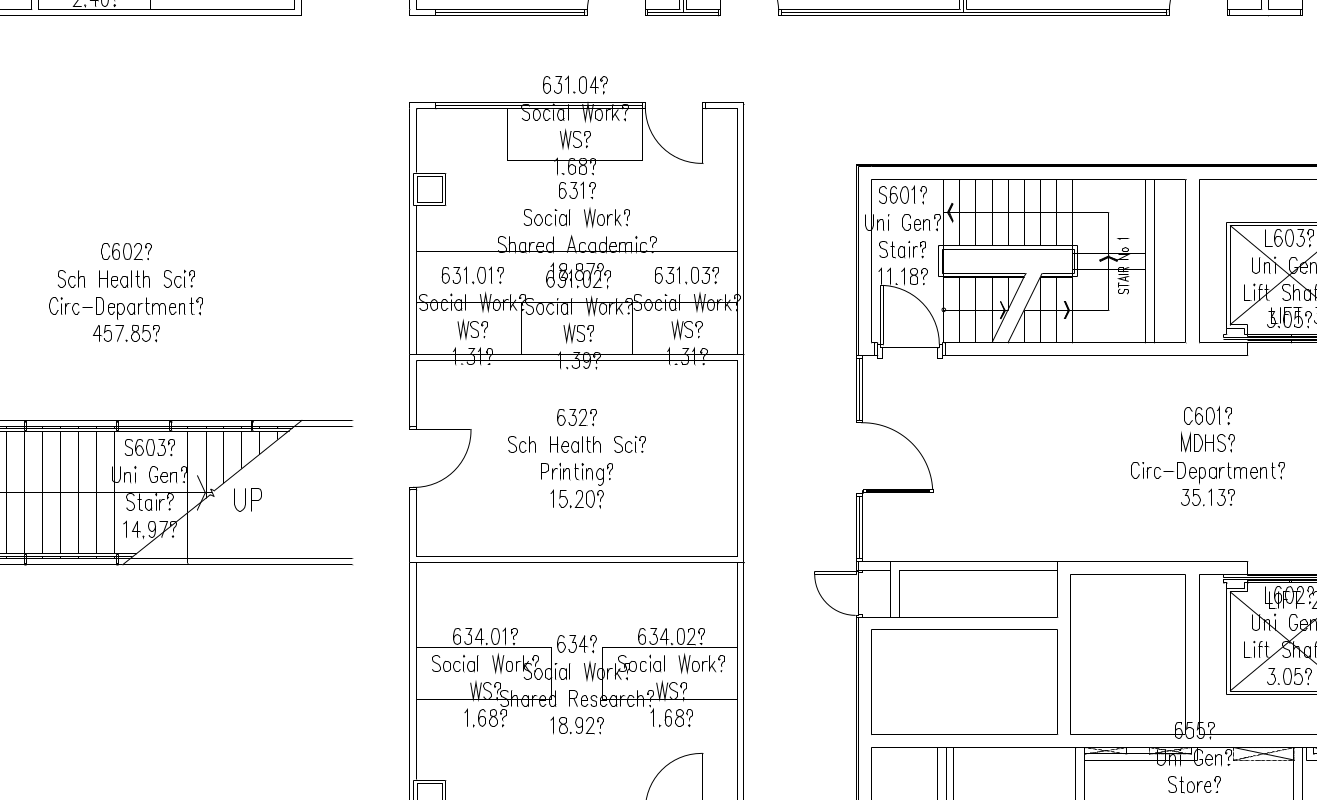 2.40?
631.04?
Social Work?
WS?
1.68?
631?
Social Work?
Shared Academic?
18.87?
631.01?
Social Work?
WS?
1.31?
631.02?
Social Work?
WS?
1.39?
631.03?
Social Work?
WS?
1.31?
C602?
Sch Health Sci?
Circ-Department?
457.85?
S601?
Uni Gen?
Stair?
11.18?
STAIR No 1
L603?
Uni Gen
Lift Shaf
3.05?
632?
Sch Health Sci?
Printing?
15.20?
C601?
MDHS?
Circ-Department?
35.13?
S603?
Uni Gen?
Stair?
14.97?
UP
634.01?
Social Work?
WS?
1.68?
634?
Social Work?
Shared Research?
18.92?
634.02?
Social Work?
WS?
1.68?
L602?
LIFT 2
Uni Gen
Lift Shaf
3.05?
655?
Uni Gen?
Store?